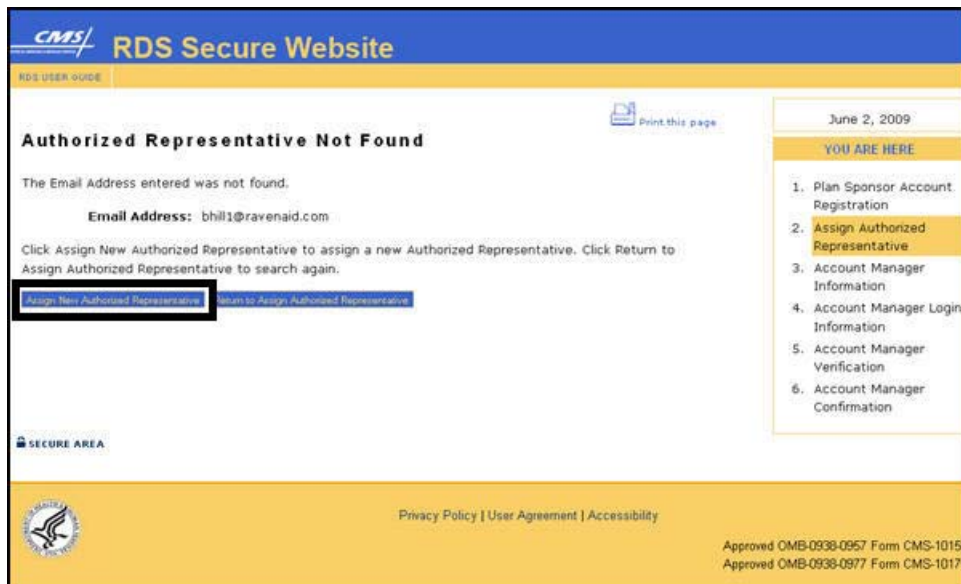 CMS
RDS Secure Website
RDS USER GUIDE
Print this page
Authorized Representative Not Found
The Email Address entered was not found.
Email Address: bhill1@ravenaid.com
Click Assign New Authorized Representative to assign a new Authorized Representative. Click Return to
Assign Authorized Representative to search again.
Assign New Authorized Representative
Return to Assign Authorized Representative
SECURE AREA
June 2, 2009
YOU ARE HERE
1. Plan Sponsor Account
Registration
2. Assign Authorized
Representative
3. Account Manager
Information
4. Account Manager Login
Information
5. Account Manager
Verification
6. Account Manager
Confirmation
Privacy Policy | User Agreement | Accessibility
Approved OMB-0938-0957 Form CMS-1015
Approved OMB-0938-0977 Form CMS-1017